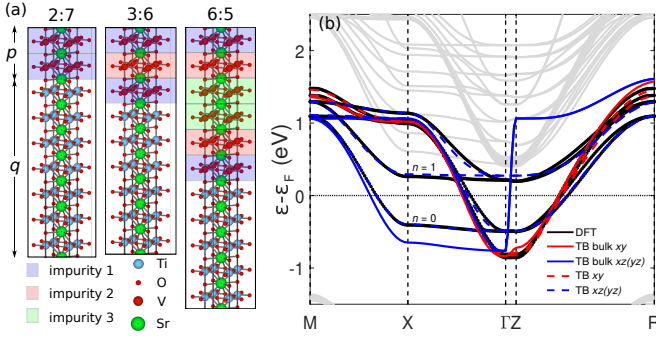 (a)
2:7 3:6 6:5
p
q
impurity 1
impurity 2
impurity 3
Ti
O
V
Sr
(b)
ε-ε_F (eV)
2
1
0
-1
n = 1
n = 0
DFT
TB bulk xy
TB bulk xz(yz)
TB xy
TB xz(yz)
M X ΓZ R